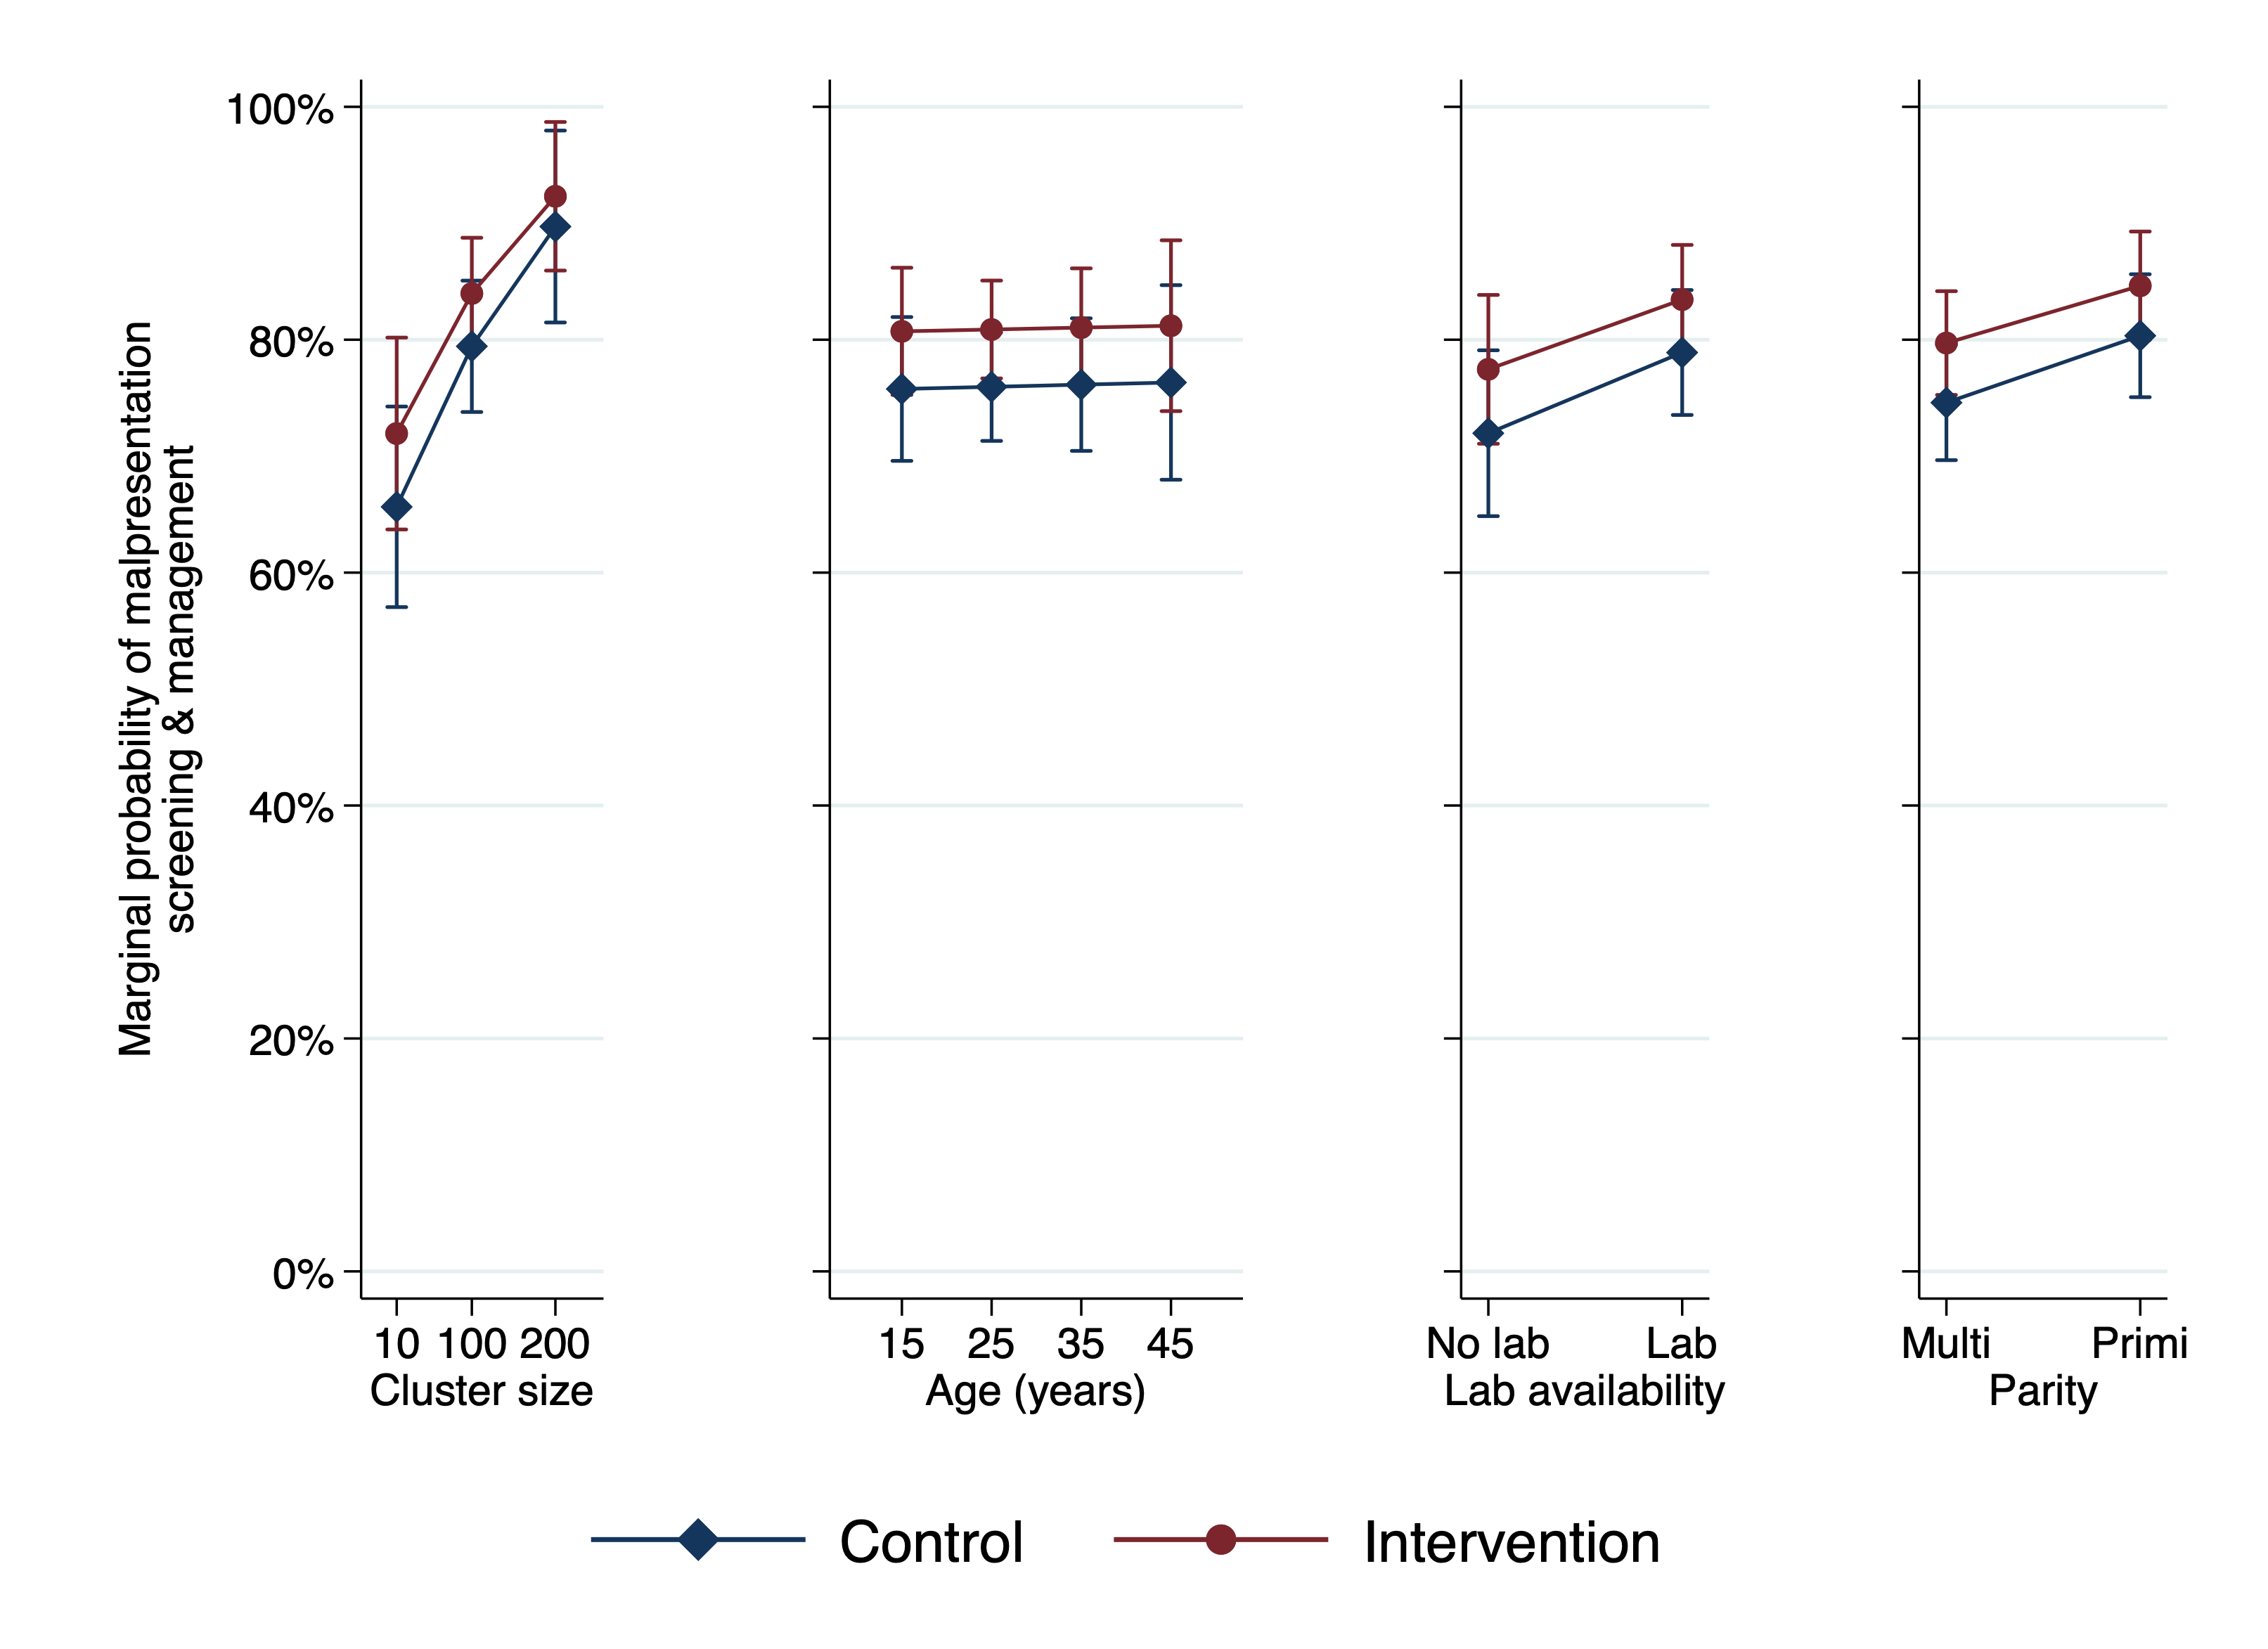 Marginal probability of malpresentation
screening & management
100%
80%
60%
40%
20%
0%
10 100 200
Cluster size
15 25 35 45
Age (years)
No lab Lab
Lab availability
Multi Primi
Parity
Control Intervention